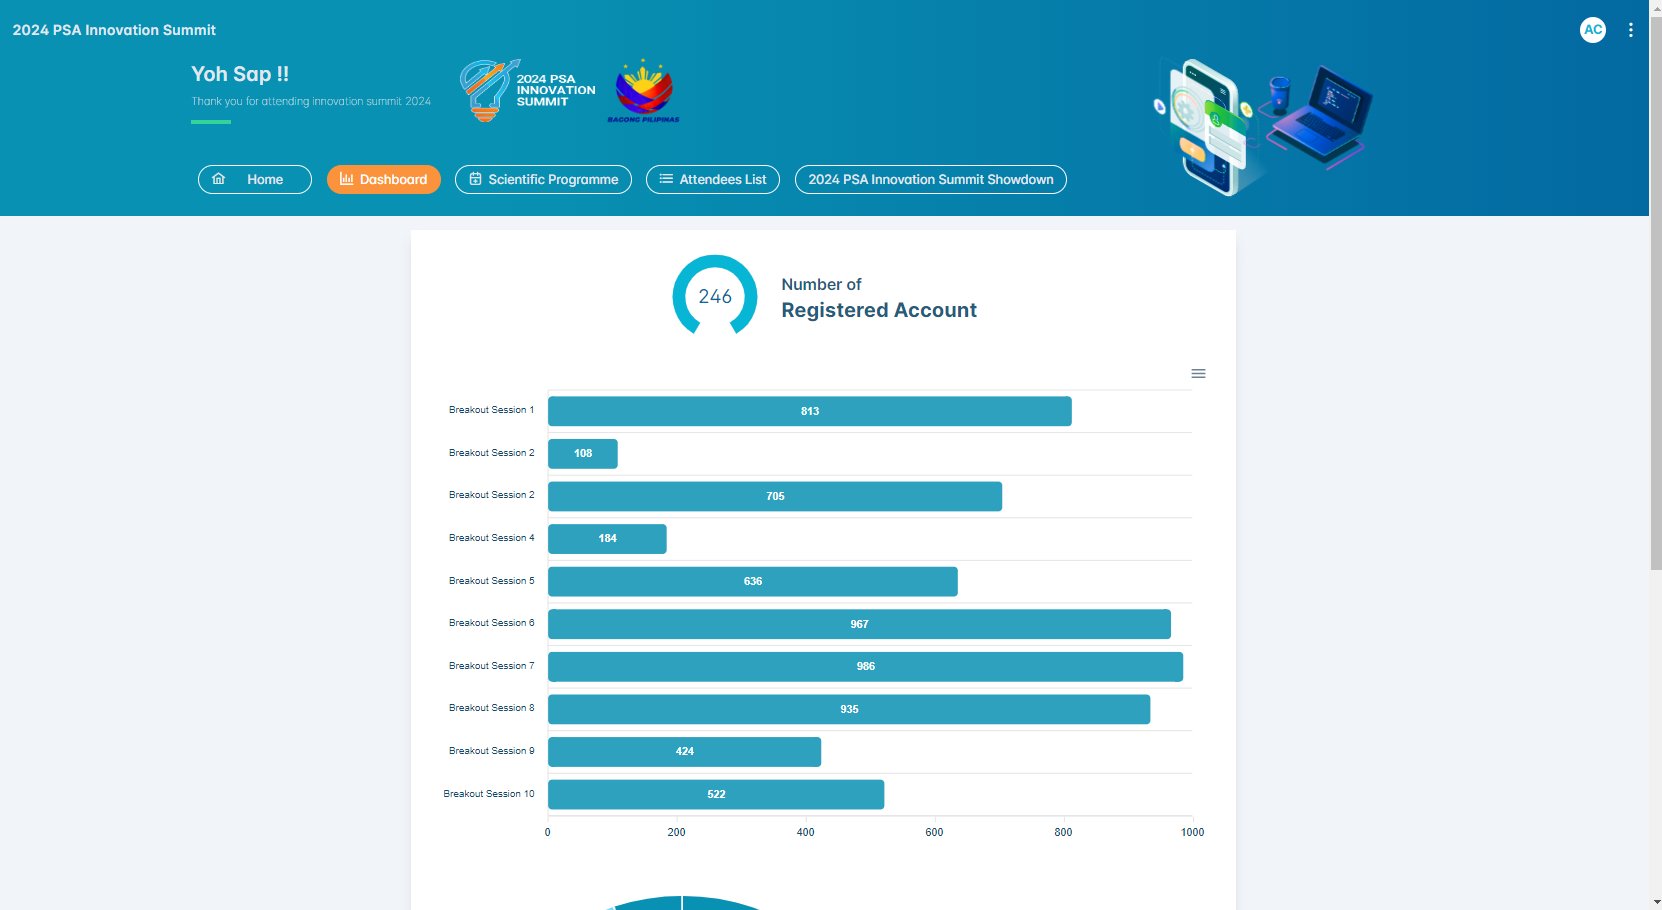 2024 PSA Innovation Summit
AC
Yoh Sap !!
Thank you for attending innovation summit 2024
2024 PSA
INNOVATION
SUMMIT
BAGONG PILIPINAS
Home
Dashboard
Scientific Programme
Attendees List
2024 PSA Innovation Summit Showdown
246
Number of
Registered Account
Breakout Session 1
813
Breakout Session 2
108
Breakout Session 2
705
Breakout Session 4
184
Breakout Session 5
636
Breakout Session 6
967
Breakout Session 7
986
Breakout Session 8
935
Breakout Session 9
424
Breakout Session 10
522
0 200 400 600 800 1000